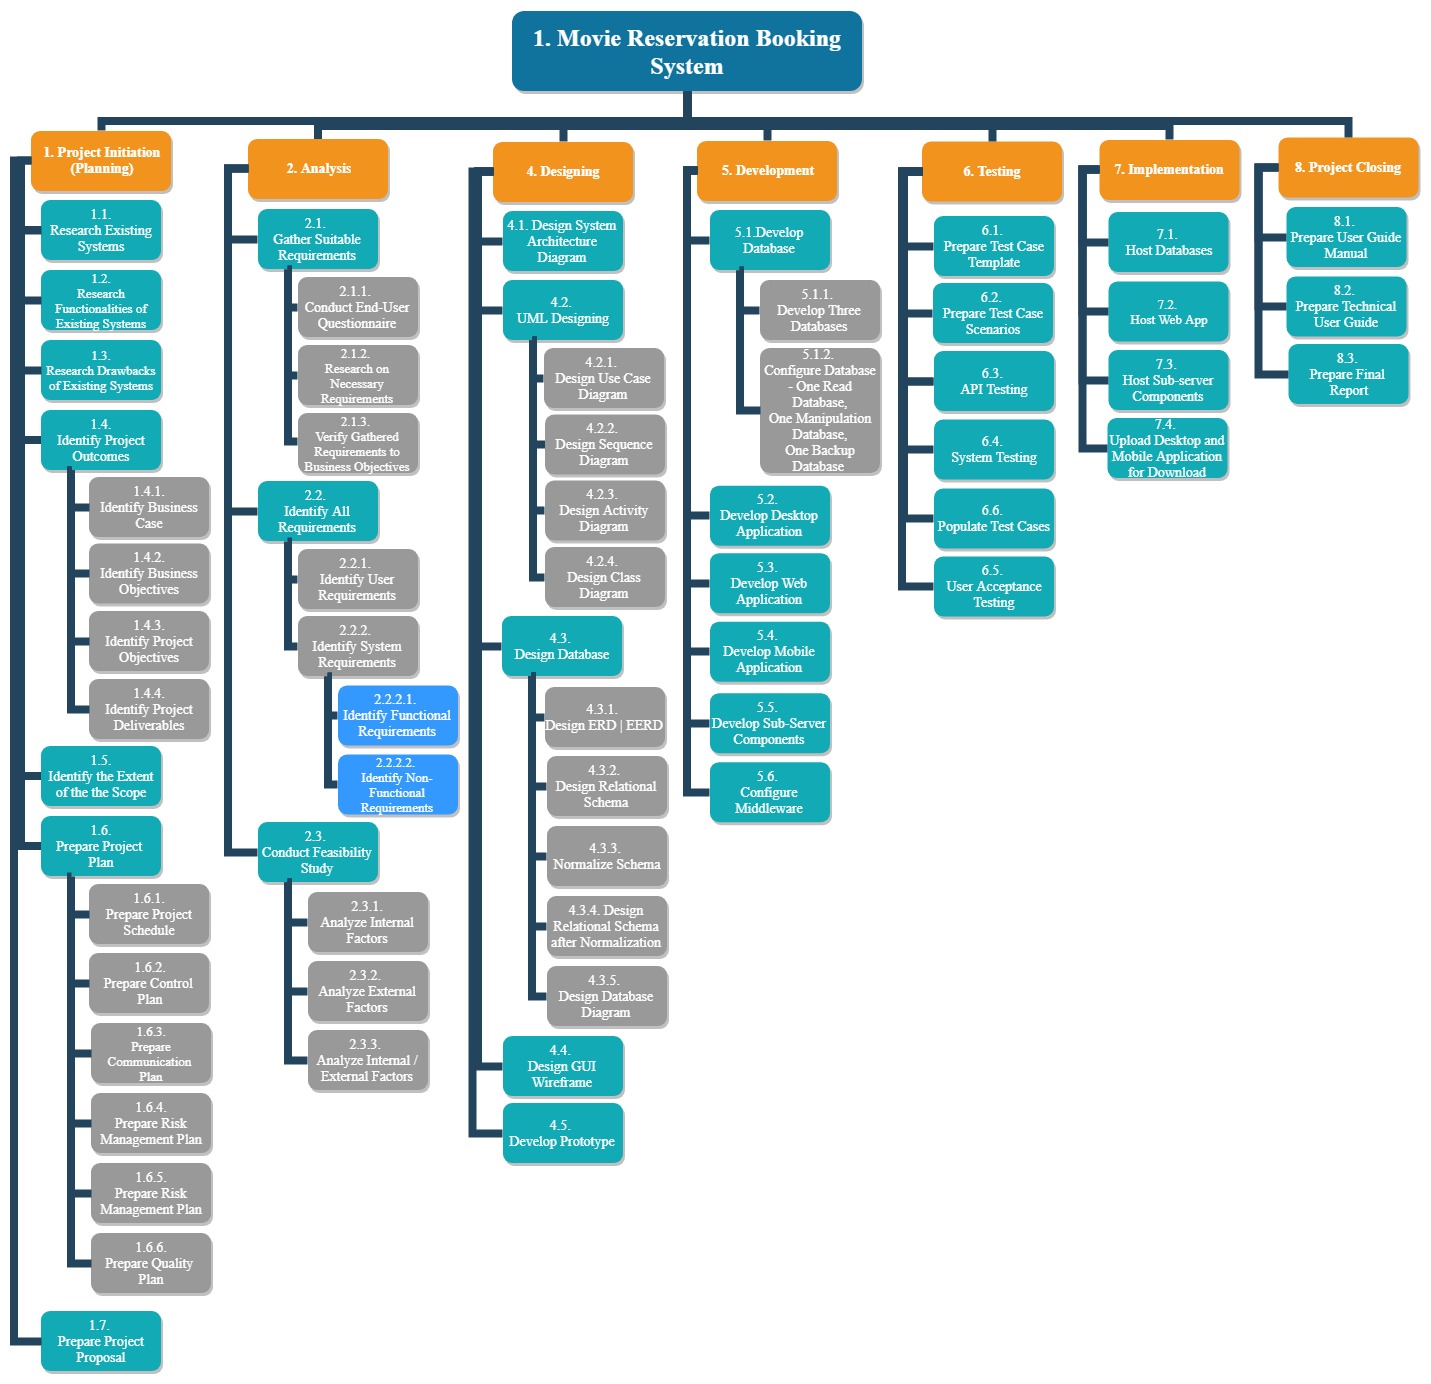 1. Movie Reservation Booking
System
1. Project Initiation
(Planning)
1.1.
Research Existing
Systems
1.2.
Research
Functionalities of
Existing Systems
1.3.
Research Drawbacks
of Existing Systems
1.4.
Identify Project
Outcomes
1.4.1.
Identify Business
Case
1.4.2.
Identify Business
Objectives
1.4.3.
Identify Project
Objectives
1.4.4.
Identify Project
Deliverables
1.5.
Identify the Extent
of the the Scope
1.6.
Prepare Project
Plan
1.6.1.
Prepare Project
Schedule
1.6.2.
Prepare Control
Plan
1.6.3.
Prepare
Communication
Plan
1.6.4.
Prepare Risk
Management Plan
1.6.5.
Prepare Risk
Management Plan
1.6.6.
Prepare Quality
Plan
1.7.
Prepare Project
Proposal
2. Analysis
2.1.
Gather Suitable
Requirements
2.1.1.
Conduct End-User
Questionnaire
2.1.2.
Research on
Necessary
Requirements
2.1.3.
Verify Gathered
Requirements to
Business Objectives
2.2.
Identify All
Requirements
2.2.1.
Identify User
Requirements
2.2.2.
Identify System
Requirements
2.2.2.1.
Identify Functional
Requirements
2.2.2.2.
Identify Non-
Functional
Requirements
2.3.
Conduct Feasibility
Study
2.3.1.
Analyze Internal
Factors
2.3.2.
Analyze External
Factors
2.3.3.
Analyze Internal /
External Factors
4. Designing
4.1. Design System
Architecture
Diagram
4.2.
UML Designing
4.2.1.
Design Use Case
Diagram
4.2.2.
Design Sequence
Diagram
4.2.3.
Design Activity
Diagram
4.2.4.
Design Class
Diagram
4.3.
Design Database
4.3.1.
Design ERD | EERD
4.3.2.
Design Relational
Schema
4.3.3.
Normalize Schema
4.3.4. Design
Relational Schema
after Normalization
4.3.5.
Design Database
Diagram
4.4.
Design GUI
Wireframe
4.5.
Develop Prototype
5. Development
5.1.Develop
Database
5.1.1.
Develop Three
Databases
5.1.2.
Configure Database
- One Read
Database,
One Manipulation
Database,
One Backup
Database
5.2.
Develop Desktop
Application
5.3.
Develop Web
Application
5.4.
Develop Mobile
Application
5.5.
Develop Sub-Server
Components
5.6.
Configure
Middleware
6. Testing
6.1.
Prepare Test Case
Template
6.2.
Prepare Test Case
Scenarios
6.3.
API Testing
6.4.
System Testing
6.6.
Populate Test Cases
6.5.
User Acceptance
Testing
7. Implementation
7.1.
Host Databases
7.2.
Host Web App
7.3.
Host Sub-server
Components
7.4.
Upload Desktop and
Mobile Application
for Download
8. Project Closing
8.1.
Prepare User Guide
Manual
8.2.
Prepare Technical
User Guide
8.3.
Prepare Final
Report